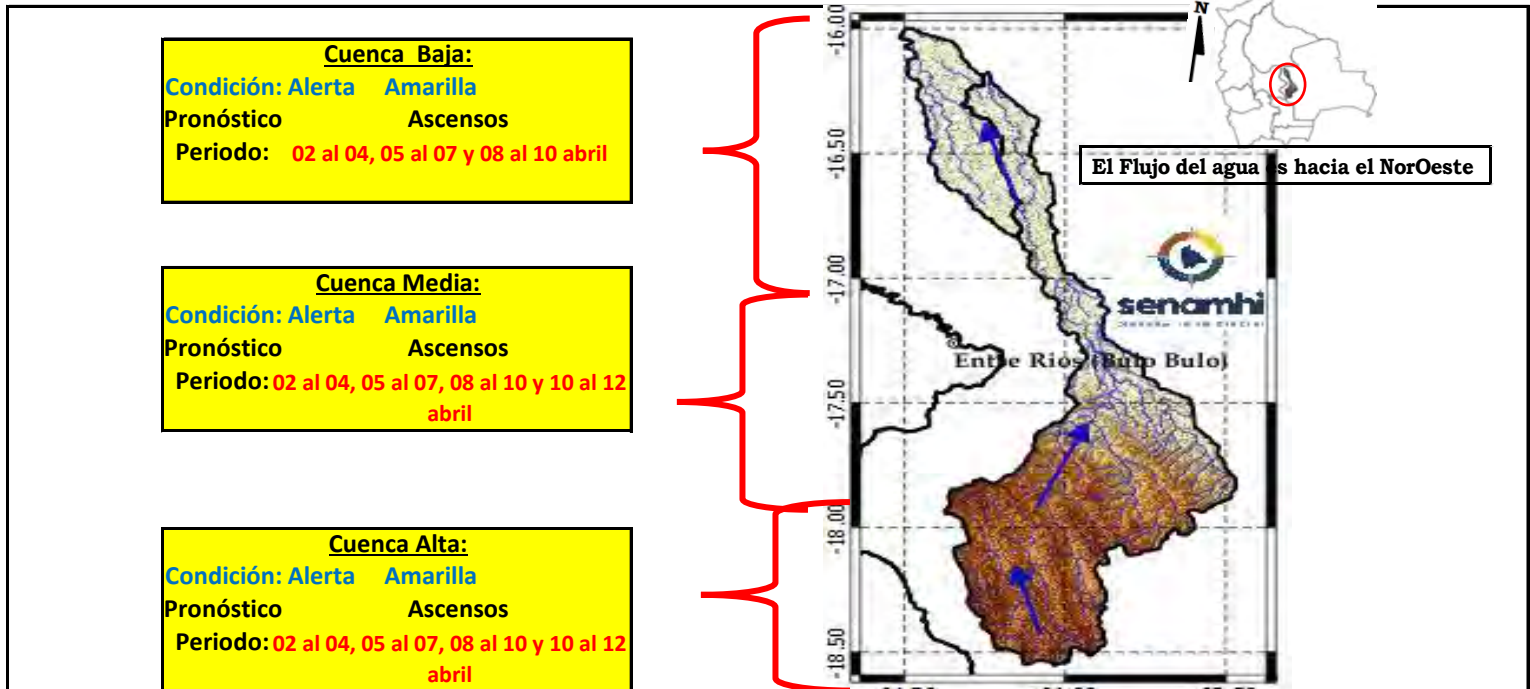 Cuenca Baja:
Condición: Alerta Amarilla
Pronóstico Ascensos
Periodo: 02 al 04, 05 al 07 y 08 al 10 abril
Cuenca Media:
Condición: Alerta Amarilla
Pronóstico Ascensos
Periodo: 02 al 04, 05 al 07, 08 al 10 y 10 al 12
abril
Cuenca Alta:
Condición: Alerta Amarilla
Pronóstico Ascensos
Periodo: 02 al 04, 05 al 07, 08 al 10 y 10 al 12
abril
N
El Flujo del agua es hacia el NorOeste
senamhi
Entre Rios (Bulo Bulo)
-16.00
-16.50
-17.00
-17.50
-18.00
-18.50